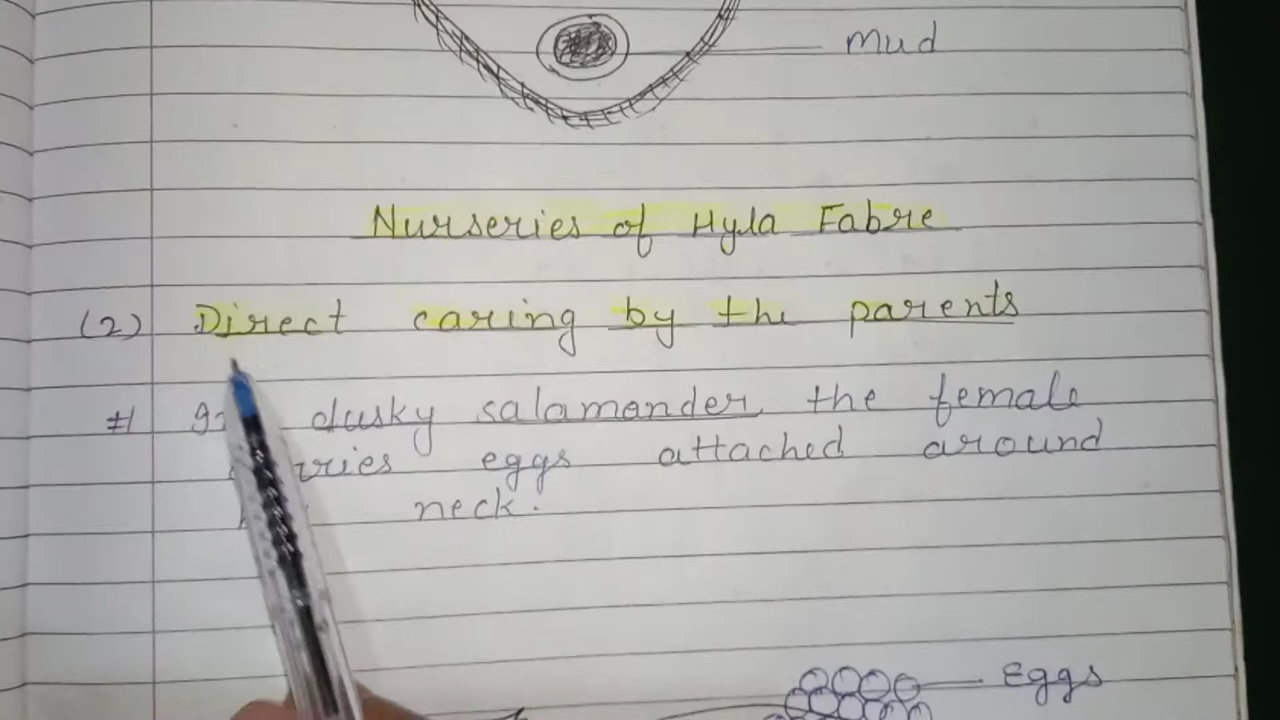 mud
Nurseries of Hyla Fabre
(2) Direct caring by the parents
# dusky salamander, the female
eggs attached around
neck.
Eggs